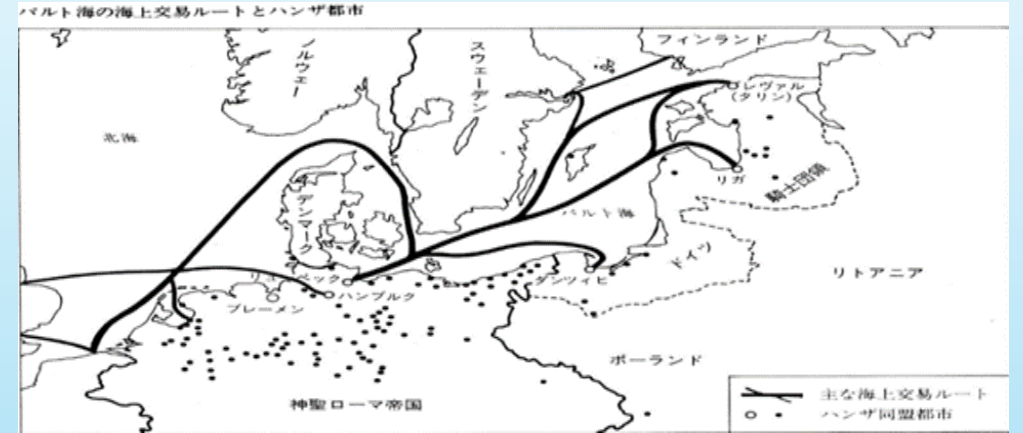 バルト海の海上交易ルートとハンザ都市
フィンランド
ノルウェー
スウェーデン
レヴァル
(タリン)
北海
リガ
騎士団領
デンマーク
バルト海
ドイツ
リューベック
ダンツィヒ
リトアニア
ハンブルク
ブレーメン
ポーランド
神聖ローマ帝国
主な海上交易ルート
ハンザ同盟都市